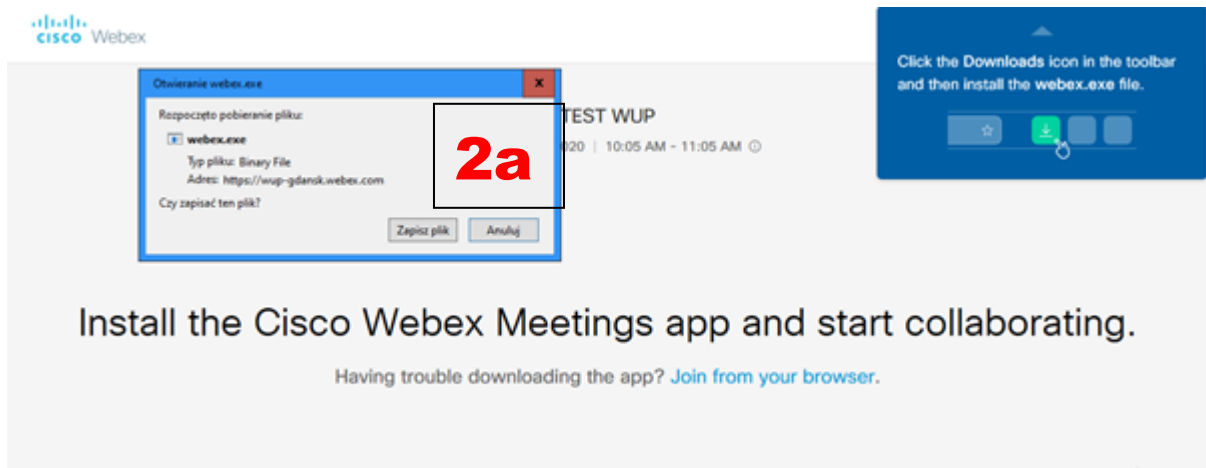 CISCO Webex
Click the Downloads icon in the toolbar
and then install the webex.exe file.
Otwieranie webex.exe
x
Rozpoczęto pobieranie pliku:
webex.exe
Typ pliku: Binary File
Adres: https://wup-gdansk.webex.com
Czy zapisać ten plik?
Zapisz plik Anuluj
2a
TEST WUP
020 | 10:05 AM - 11:05 AM
Install the Cisco Webex Meetings app and start collaborating.
Having trouble downloading the app? Join from your browser.